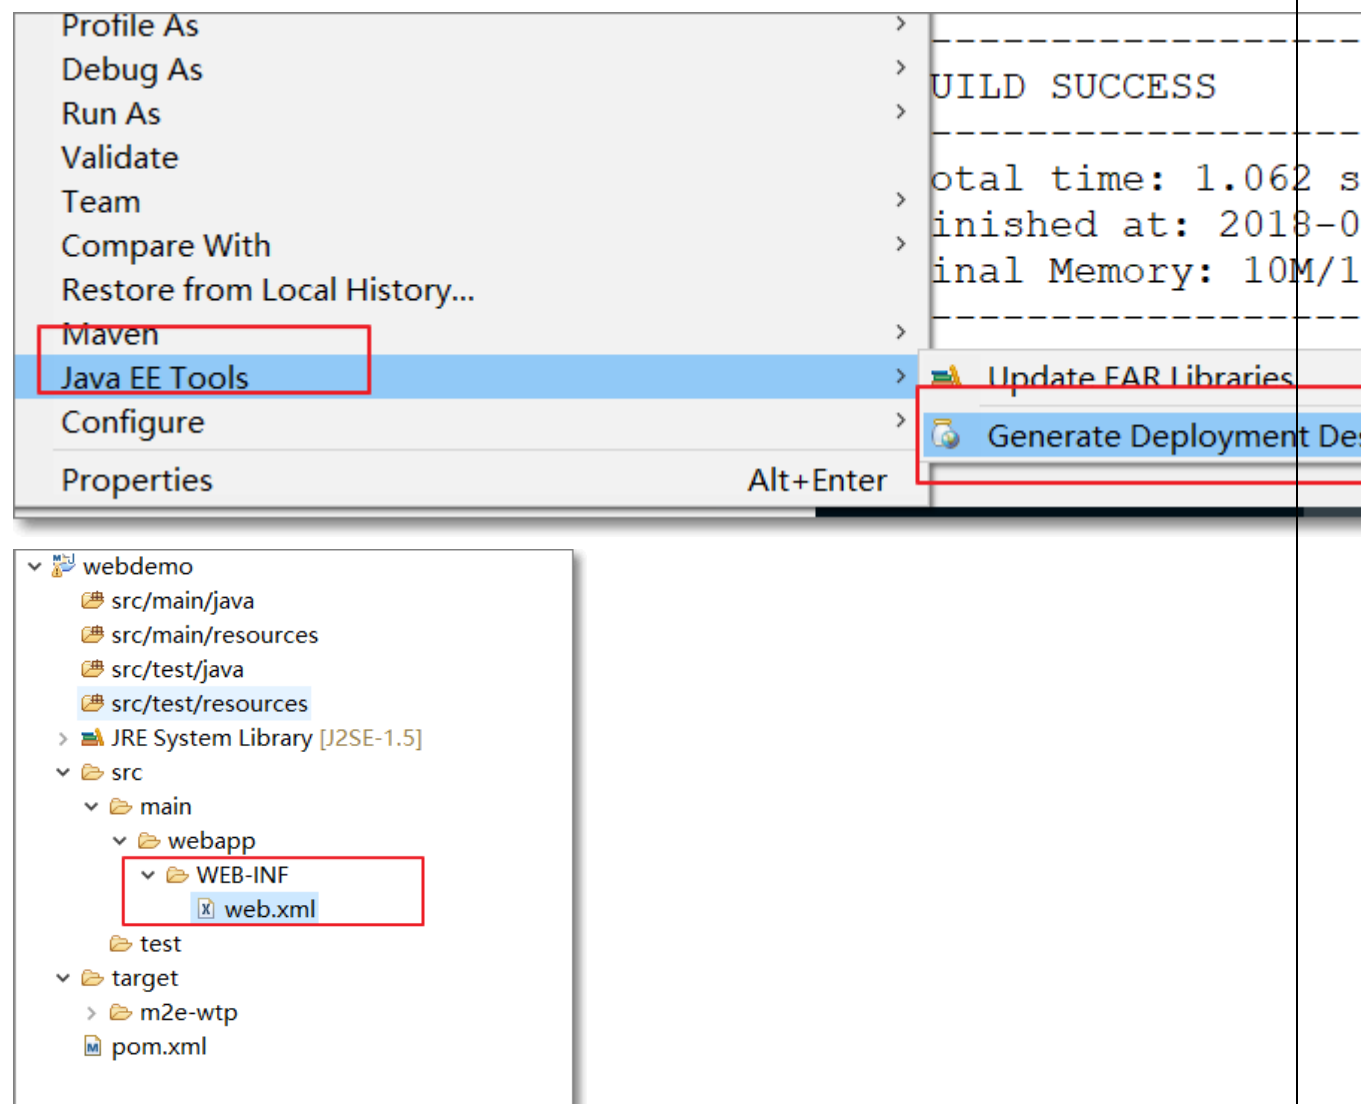 Profile As
Debug As
Run As
Validate
Team
Compare With
Restore from Local History...
Maven
Java EE Tools
Configure
Properties Alt+Enter
UILD SUCCESS
otal time: 1.062 s
inished at: 2018-0
inal Memory: 10M/1
Update EAR Libraries
Generate Deployment Des
webdemo
src/main/java
src/main/resources
src/test/java
src/test/resources
JRE System Library [J2SE-1.5]
src
main
webapp
WEB-INF
web.xml
test
target
m2e-wtp
pom.xml